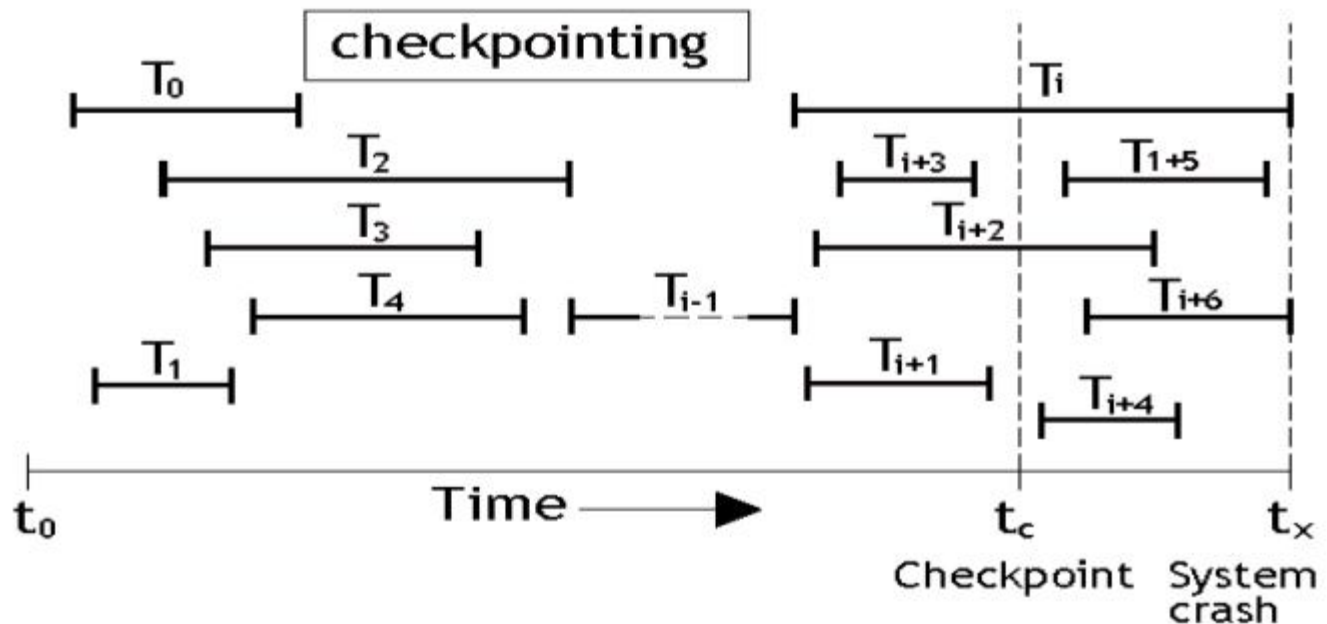 checkpointing
T₀
Tᵢ
T₂
Tᵢ₊₃
T₁₊₅
T₃
Tᵢ₊₂
T₄
Tᵢ₋₁
Tᵢ₊₆
T₁
Tᵢ₊₁
Tᵢ₊₄
t₀
Time
t꜀
tₓ
Checkpoint
System
crash